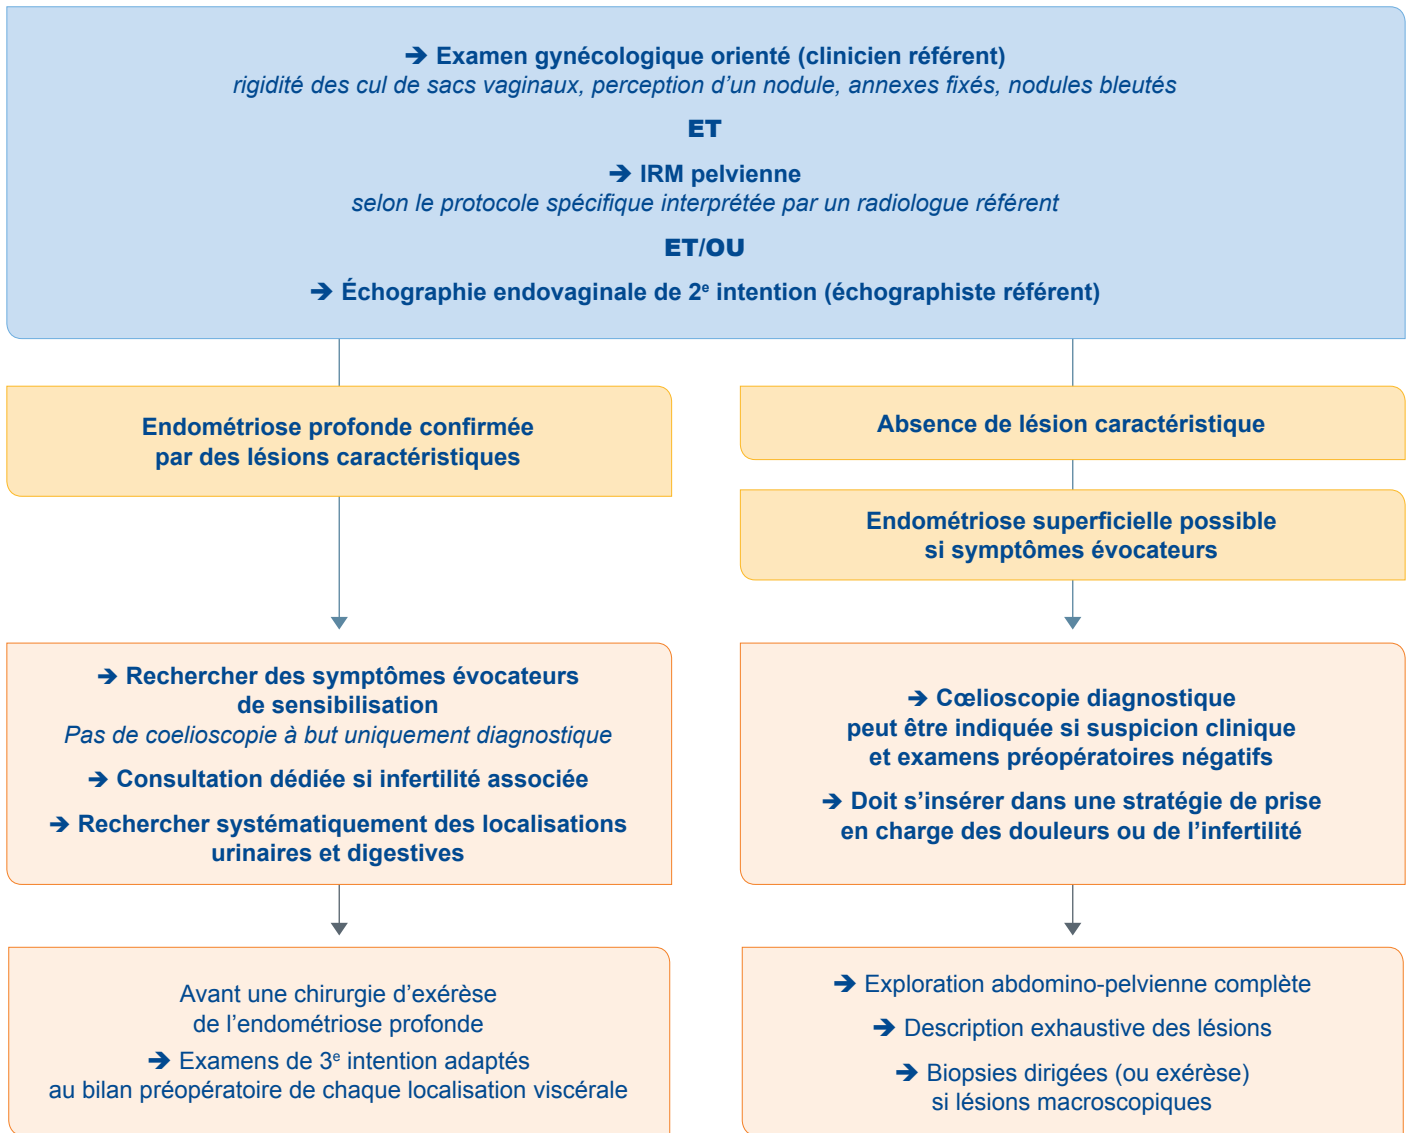 ➔ Examen gynécologique orienté (clinicien référent)
rigidité des cul de sacs vaginaux, perception d’un nodule, annexes fixés, nodules bleutés
ET
➔ IRM pelvienne
selon le protocole spécifique interprétée par un radiologue référent
ET/OU
➔ Échographie endovaginale de 2e intention (échographiste référent)
Endométriose profonde confirmée
par des lésions caractéristiques
Absence de lésion caractéristique
Endométriose superficielle possible
si symptômes évocateurs
➔ Rechercher des symptômes évocateurs
de sensibilisation
Pas de coelioscopie à but uniquement diagnostique
➔ Consultation dédiée si infertilité associée
➔ Rechercher systématiquement des localisations
urinaires et digestives
➔ Cœlioscopie diagnostique
peut être indiquée si suspicion clinique
et examens préopératoires négatifs
➔ Doit s’insérer dans une stratégie de prise
en charge des douleurs ou de l’infertilité
Avant une chirurgie d’exérèse
de l’endométriose profonde
➔ Examens de 3e intention adaptés
au bilan préopératoire de chaque localisation viscérale
➔ Exploration abdomino-pelvienne complète
➔ Description exhaustive des lésions
➔ Biopsies dirigées (ou exérèse)
si lésions macroscopiques